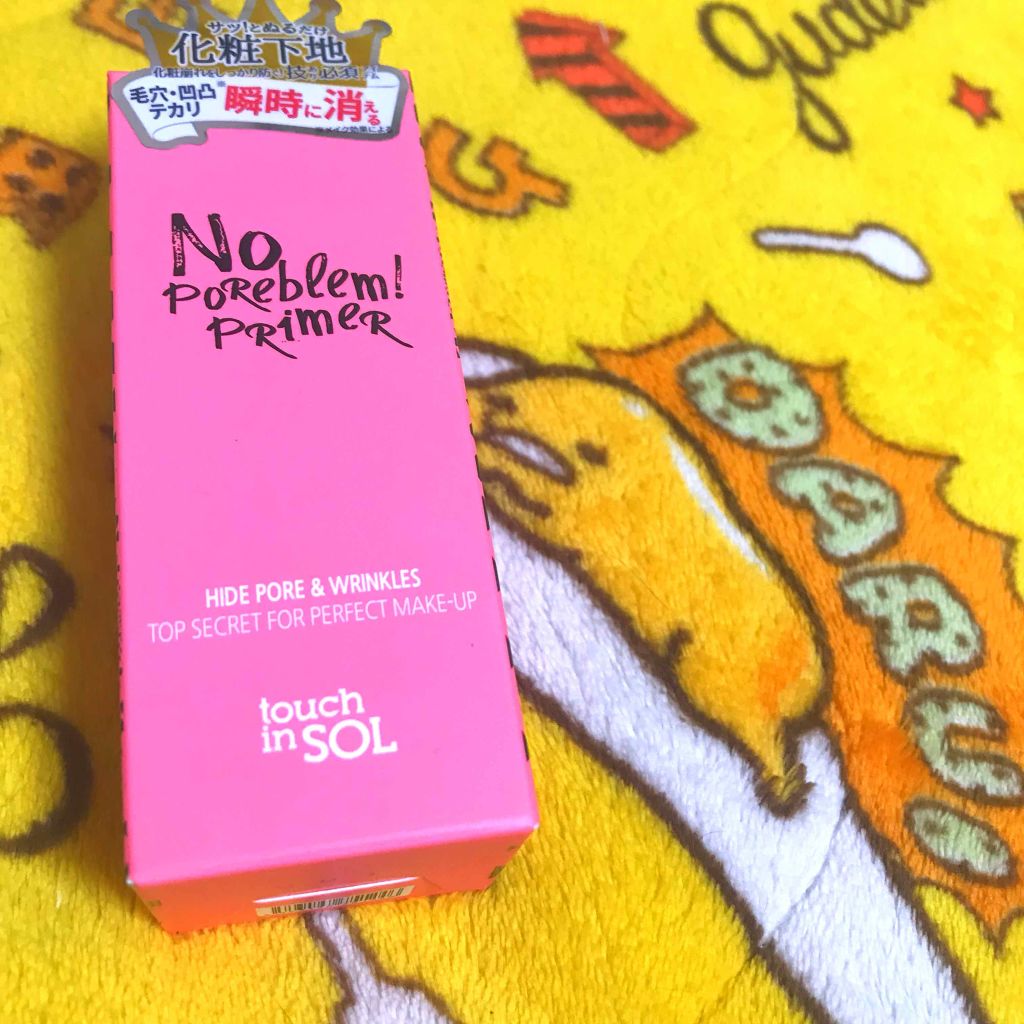 サッ!とぬるだけ
化粧下地
毛穴・凹凸
テカリ
瞬時に消える
No
Poreblem!
Primer
HIDE PORE & WRINKLES
TOP SECRET FOR PERFECT MAKE-UP
touch
in SOL
DARUO